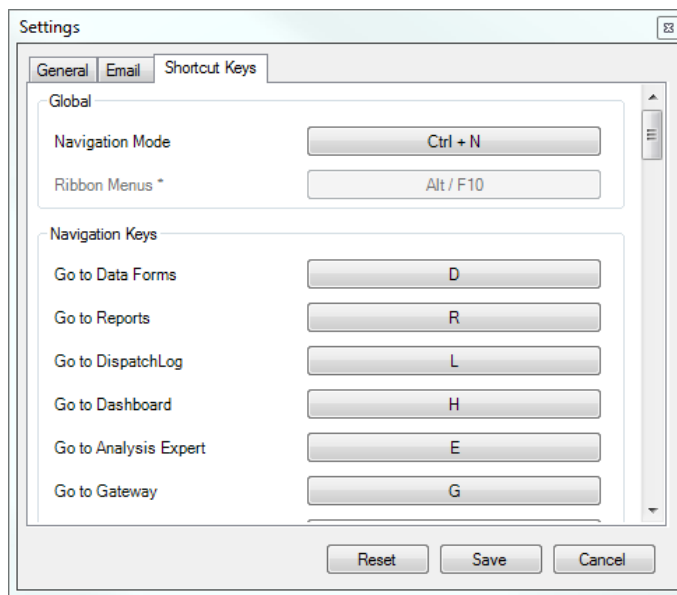 Settings
General Email Shortcut Keys
Global
Navigation Mode Ctrl + N
Ribbon Menus * Alt / F10
Navigation Keys
Go to Data Forms D
Go to Reports R
Go to DispatchLog L
Go to Dashboard H
Go to Analysis Expert E
Go to Gateway G
Reset Save Cancel